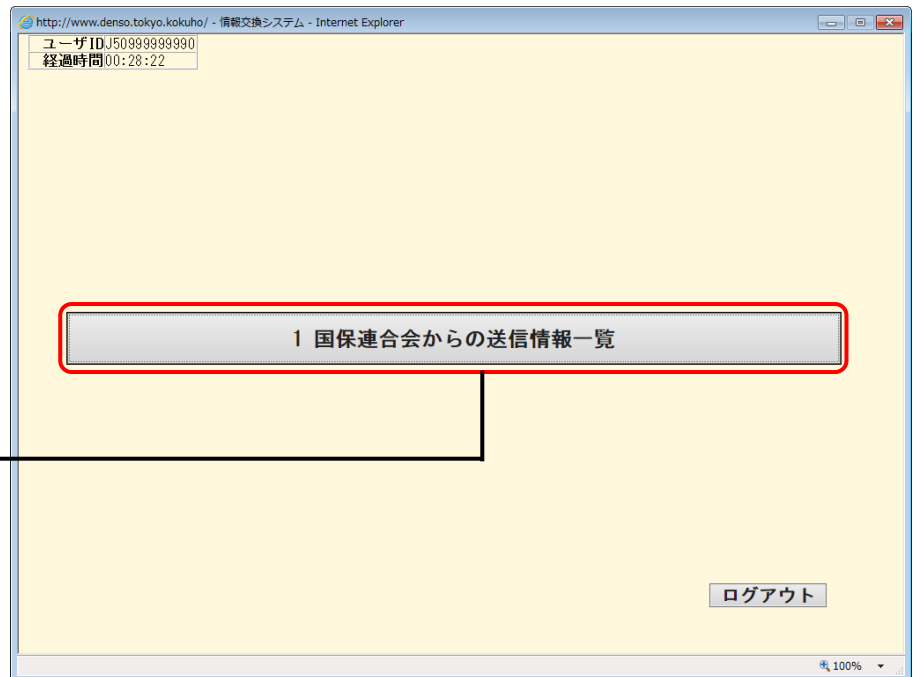 http://www.denso.tokyo.kokuho/ - 情報交換システム - Internet Explorer
ユーザID J50999999990
経過時間 00:28:22
1 国保連合会からの送信情報一覧
ログアウト
100%